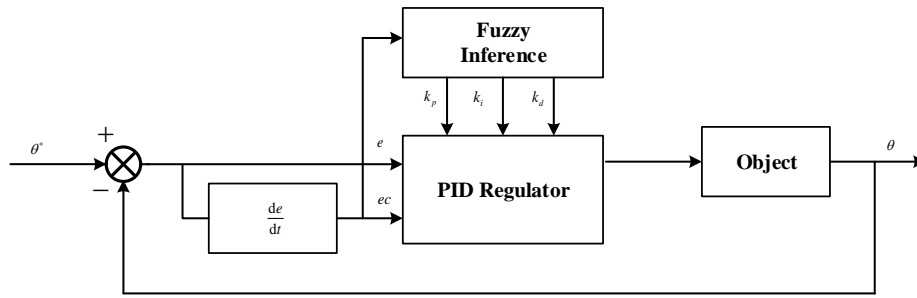 Fuzzy
Inference
k_p
k_i
k_d
+
θ*
−
e
ec
de/dt
PID Regulator
Object
θ